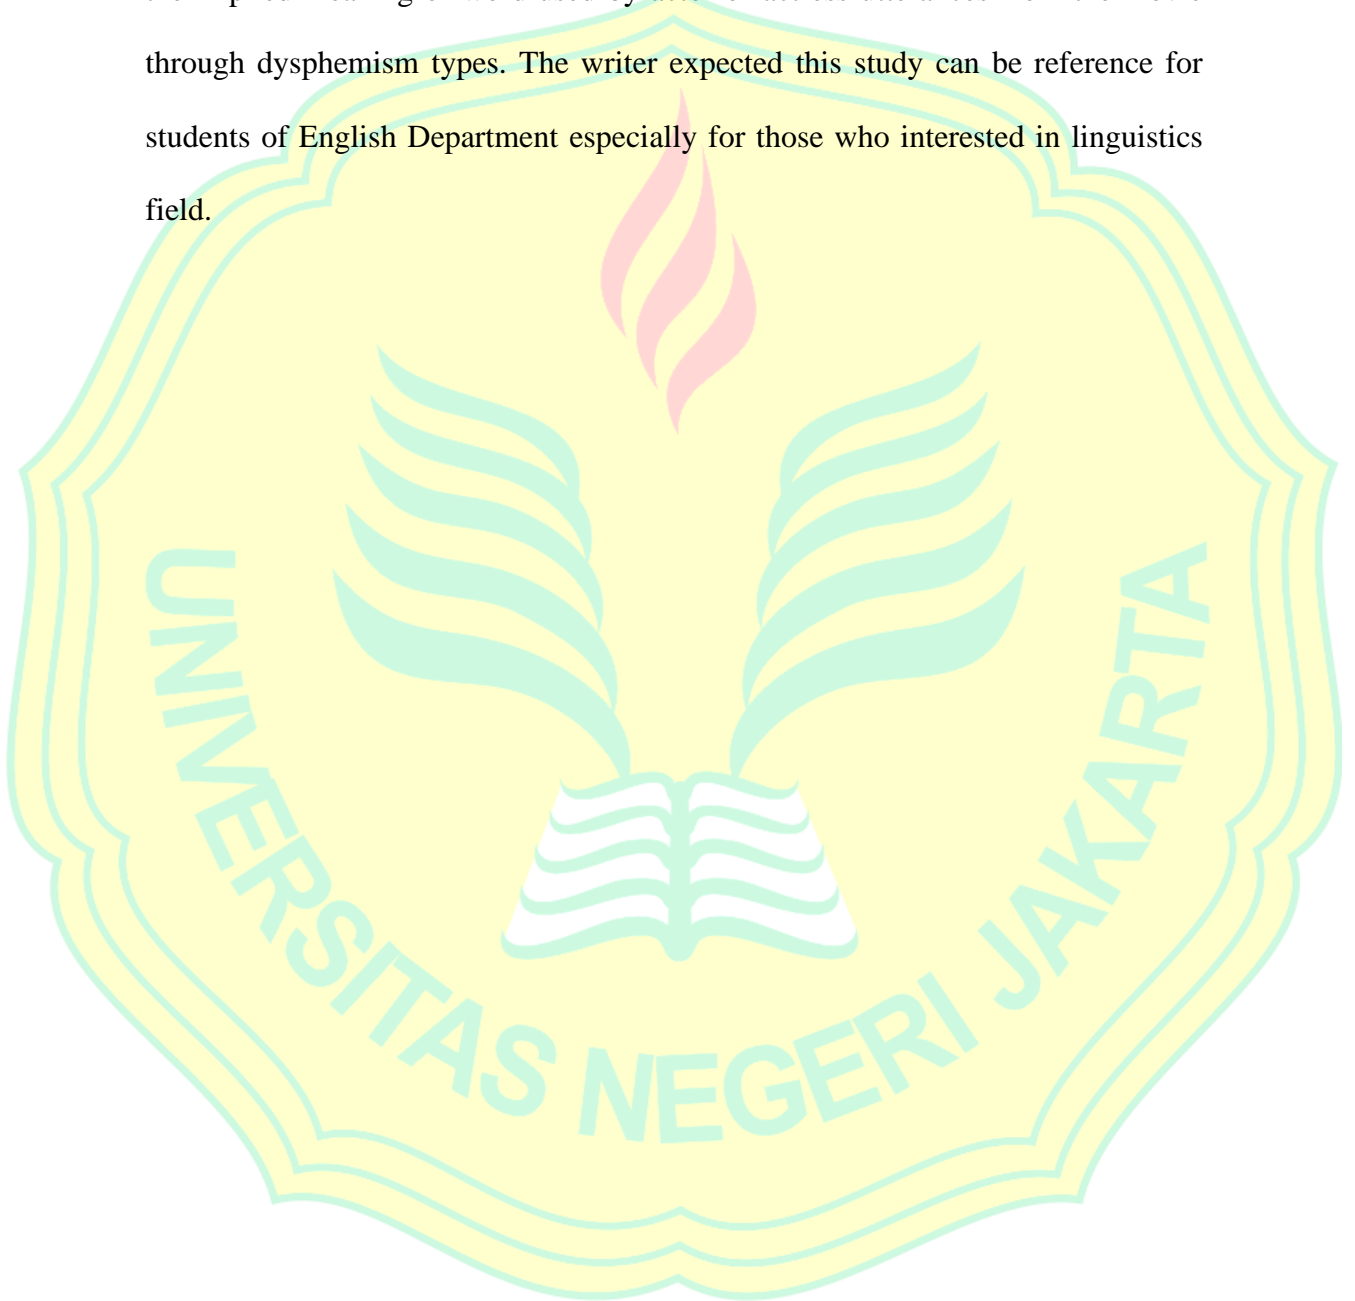 through dysphemism types. The writer expected this study can be reference for
students of English Department especially for those who interested in linguistics
field.
UNIVERSITAS NEGERI JAKARTA